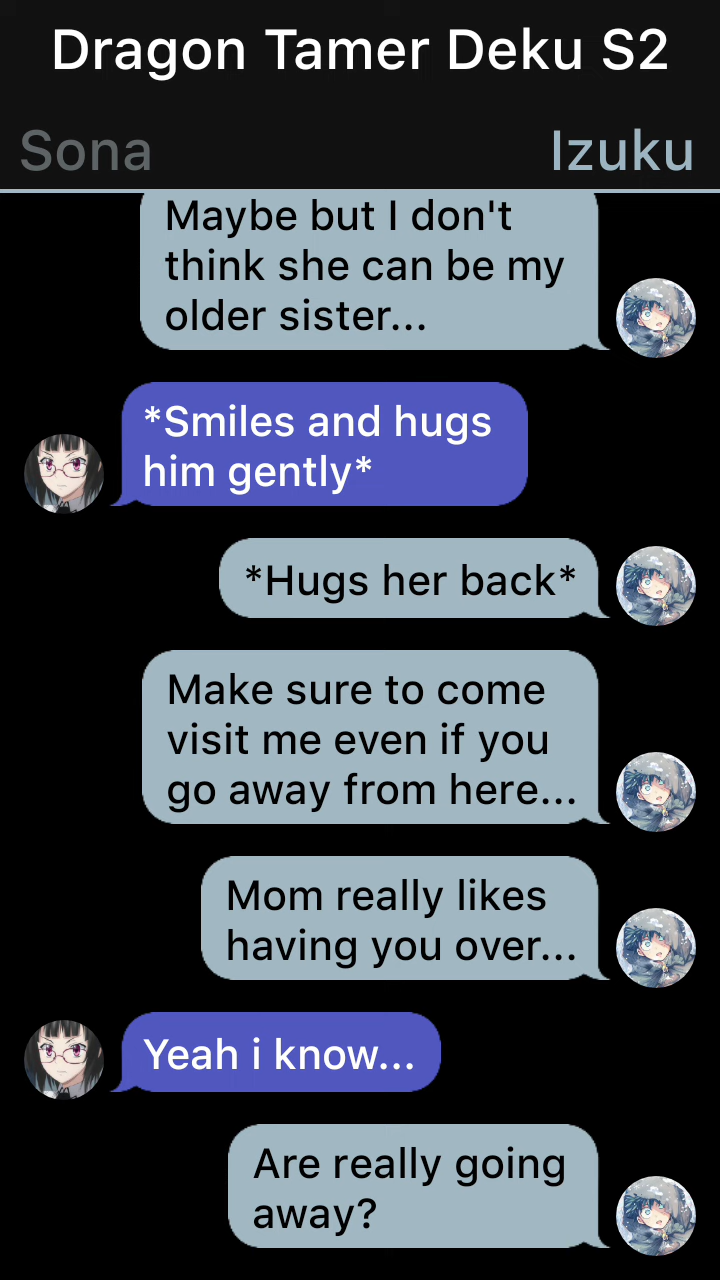 Dragon Tamer Deku S2
Sona
Izuku
Maybe but I don't
think she can be my
older sister...
*Smiles and hugs
him gently*
*Hugs her back*
Make sure to come
visit me even if you
go away from here...
Mom really likes
having you over...
Yeah i know...
Are really going
away?